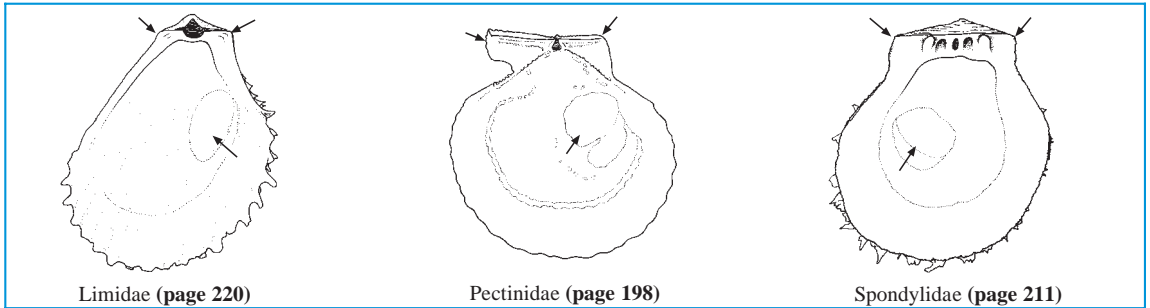 Limidae (page 220)
Pectinidae (page 198)
Spondylidae (page 211)